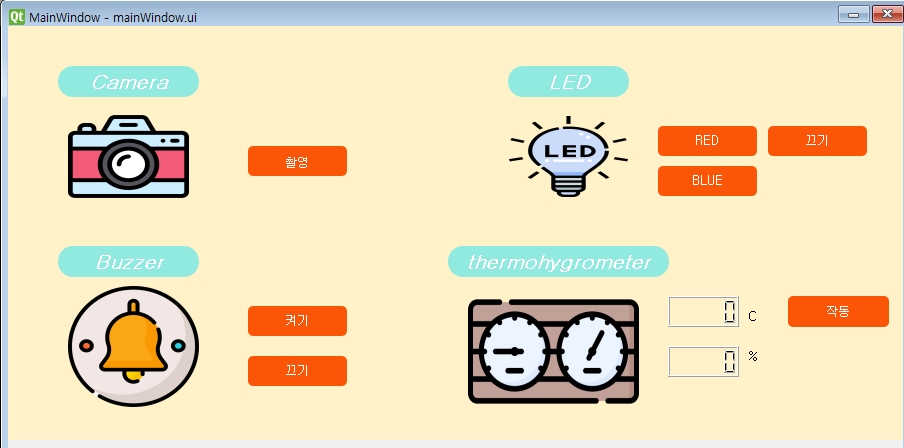 Qt MainWindow - mainWindow.ui
Camera
촬영
LED
LED
RED
끄기
BLUE
Buzzer
켜기
끄기
thermohygrometer
0 C
작동
0 %